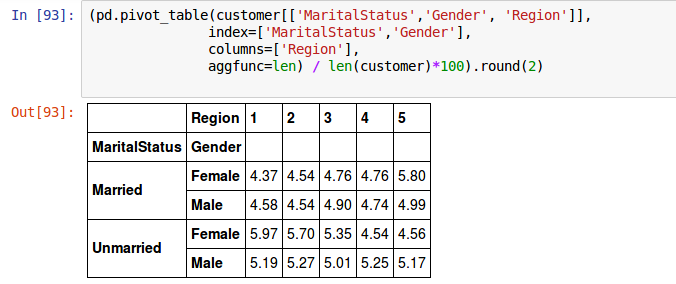 In [93]: (pd.pivot_table(customer[['MaritalStatus','Gender', 'Region']],
index=['MaritalStatus','Gender'],
columns=['Region'],
aggfunc=len) / len(customer)*100).round(2)
Out[93]:
Region 1 2 3 4 5
MaritalStatus Gender
Married Female 4.37 4.54 4.76 4.76 5.80
Male 4.58 4.54 4.90 4.74 4.99
Unmarried Female 5.97 5.70 5.35 4.54 4.56
Male 5.19 5.27 5.01 5.25 5.17